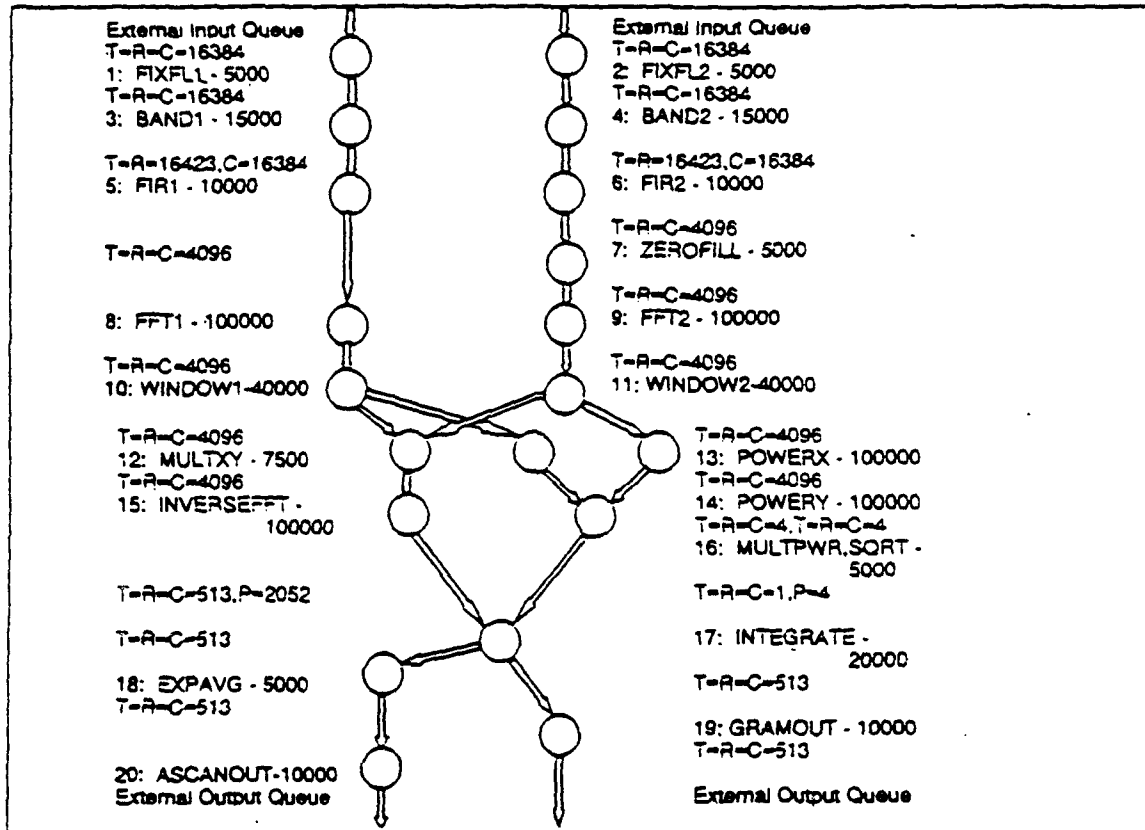 External Input Queue
T=R=C=16384
1: FIXFL1 - 5000
T=R=C=16384
3: BAND1 - 15000
T=R=16423,C=16384
5: FIR1 - 10000
T=R=C=4096
8: FFT1 - 100000
T=R=C=4096
10: WINDOW1-40000
T=R=C=4096
12: MULTXY - 7500
T=R=C=4096
15: INVERSEFFT -
100000
T=R=C=513,P=2052
T=R=C=513
18: EXPAVG - 5000
T=R=C=513
20: ASCANOUT-10000
External Output Queue
External Input Queue
T=R=C=16384
2: FIXFL2 - 5000
T=R=C=16384
4: BAND2 - 15000
T=R=16423,C=16384
6: FIR2 - 10000
T=R=C=4096
7: ZEROFILL - 5000
T=R=C=4096
9: FFT2 - 100000
T=R=C=4096
11: WINDOW2-40000
T=R=C=4096
13: POWERX - 100000
T=R=C=4096
14: POWERY - 100000
T=R=C=4,T=R=C=4
16: MULTPWR,SQRT -
5000
T=R=C=1,P=4
17: INTEGRATE -
20000
T=R=C=513
19: GRAMOUT - 10000
T=R=C=513
External Output Queue